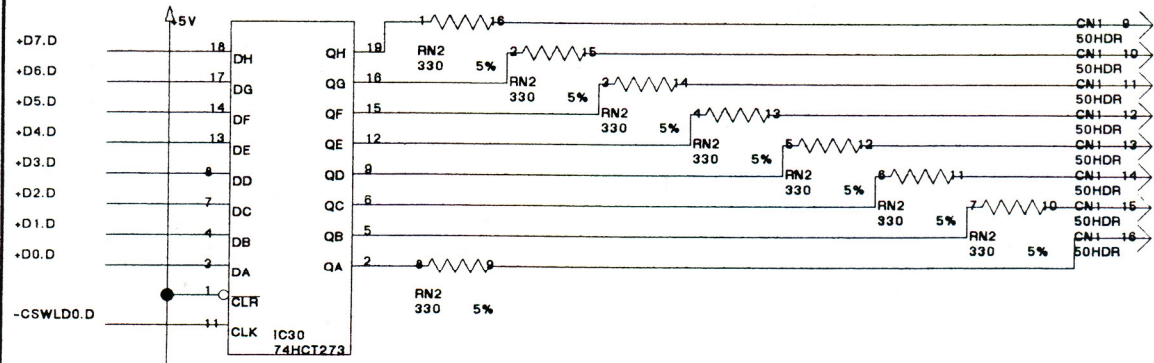 +5V
1 16 CN1 9
50HDR
+D7.D 18 DH QH 19 RN2 2 15 CN1 10
330 5% 50HDR
+D6.D 17 DG QG 16 RN2 3 14 CN1 11
330 5% 50HDR
+D5.D 14 DF QF 15 RN2 4 13 CN1 12
330 5% 50HDR
+D4.D 13 DE QE 12 RN2 5 12 CN1 13
330 5% 50HDR
+D3.D 8 DD QD 9 RN2 6 11 CN1 14
330 5% 50HDR
+D2.D 7 DC QC 6 RN2 7 10 CN1 15
330 5% 50HDR
+D1.D 4 DB QB 5 RN2 CN1 16
330 5% 50HDR
+D0.D 3 DA QA 2 8 9
1 CLR RN2
330 5%
-CSWLD0.D 11 CLK IC30
74HCT273